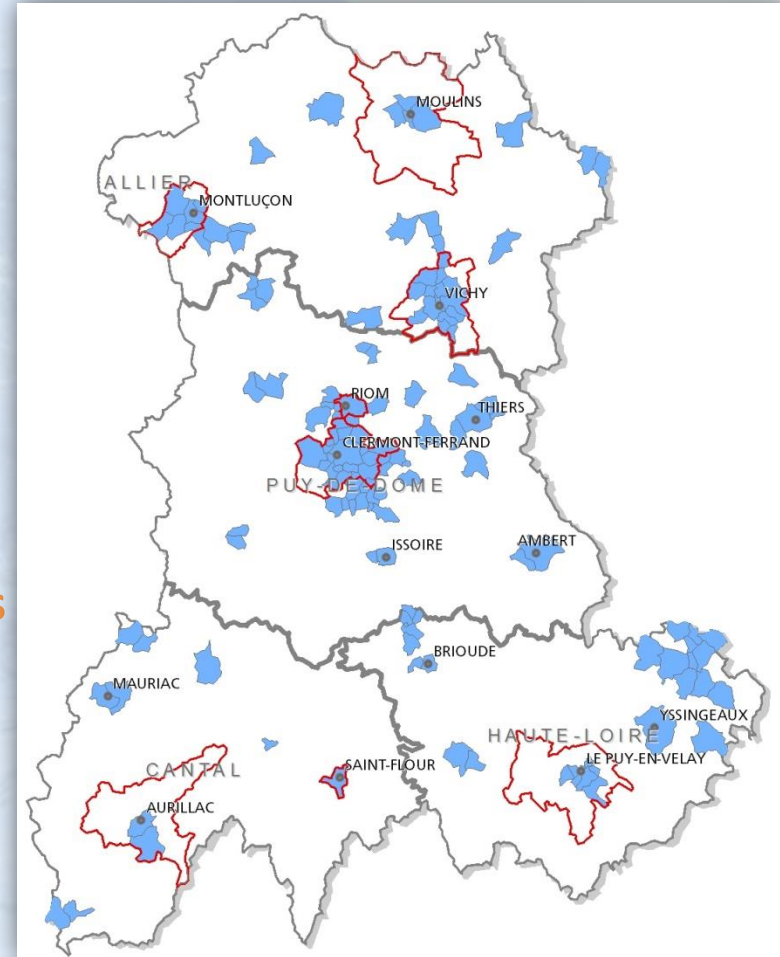 MOULINS
ALLIER
MONTLUÇON
VICHY
RIOM
THIERS
CLERMONT-FERRAND
PUY-DE-DOME
ISSOIRE
AMBERT
S
BRIOUDE
MAURIAC
YSSINGEAUX
HAUTE-LOIRE
CANTAL
SAINT-FLOUR
LE PUY-EN-VELAY
AURILLAC